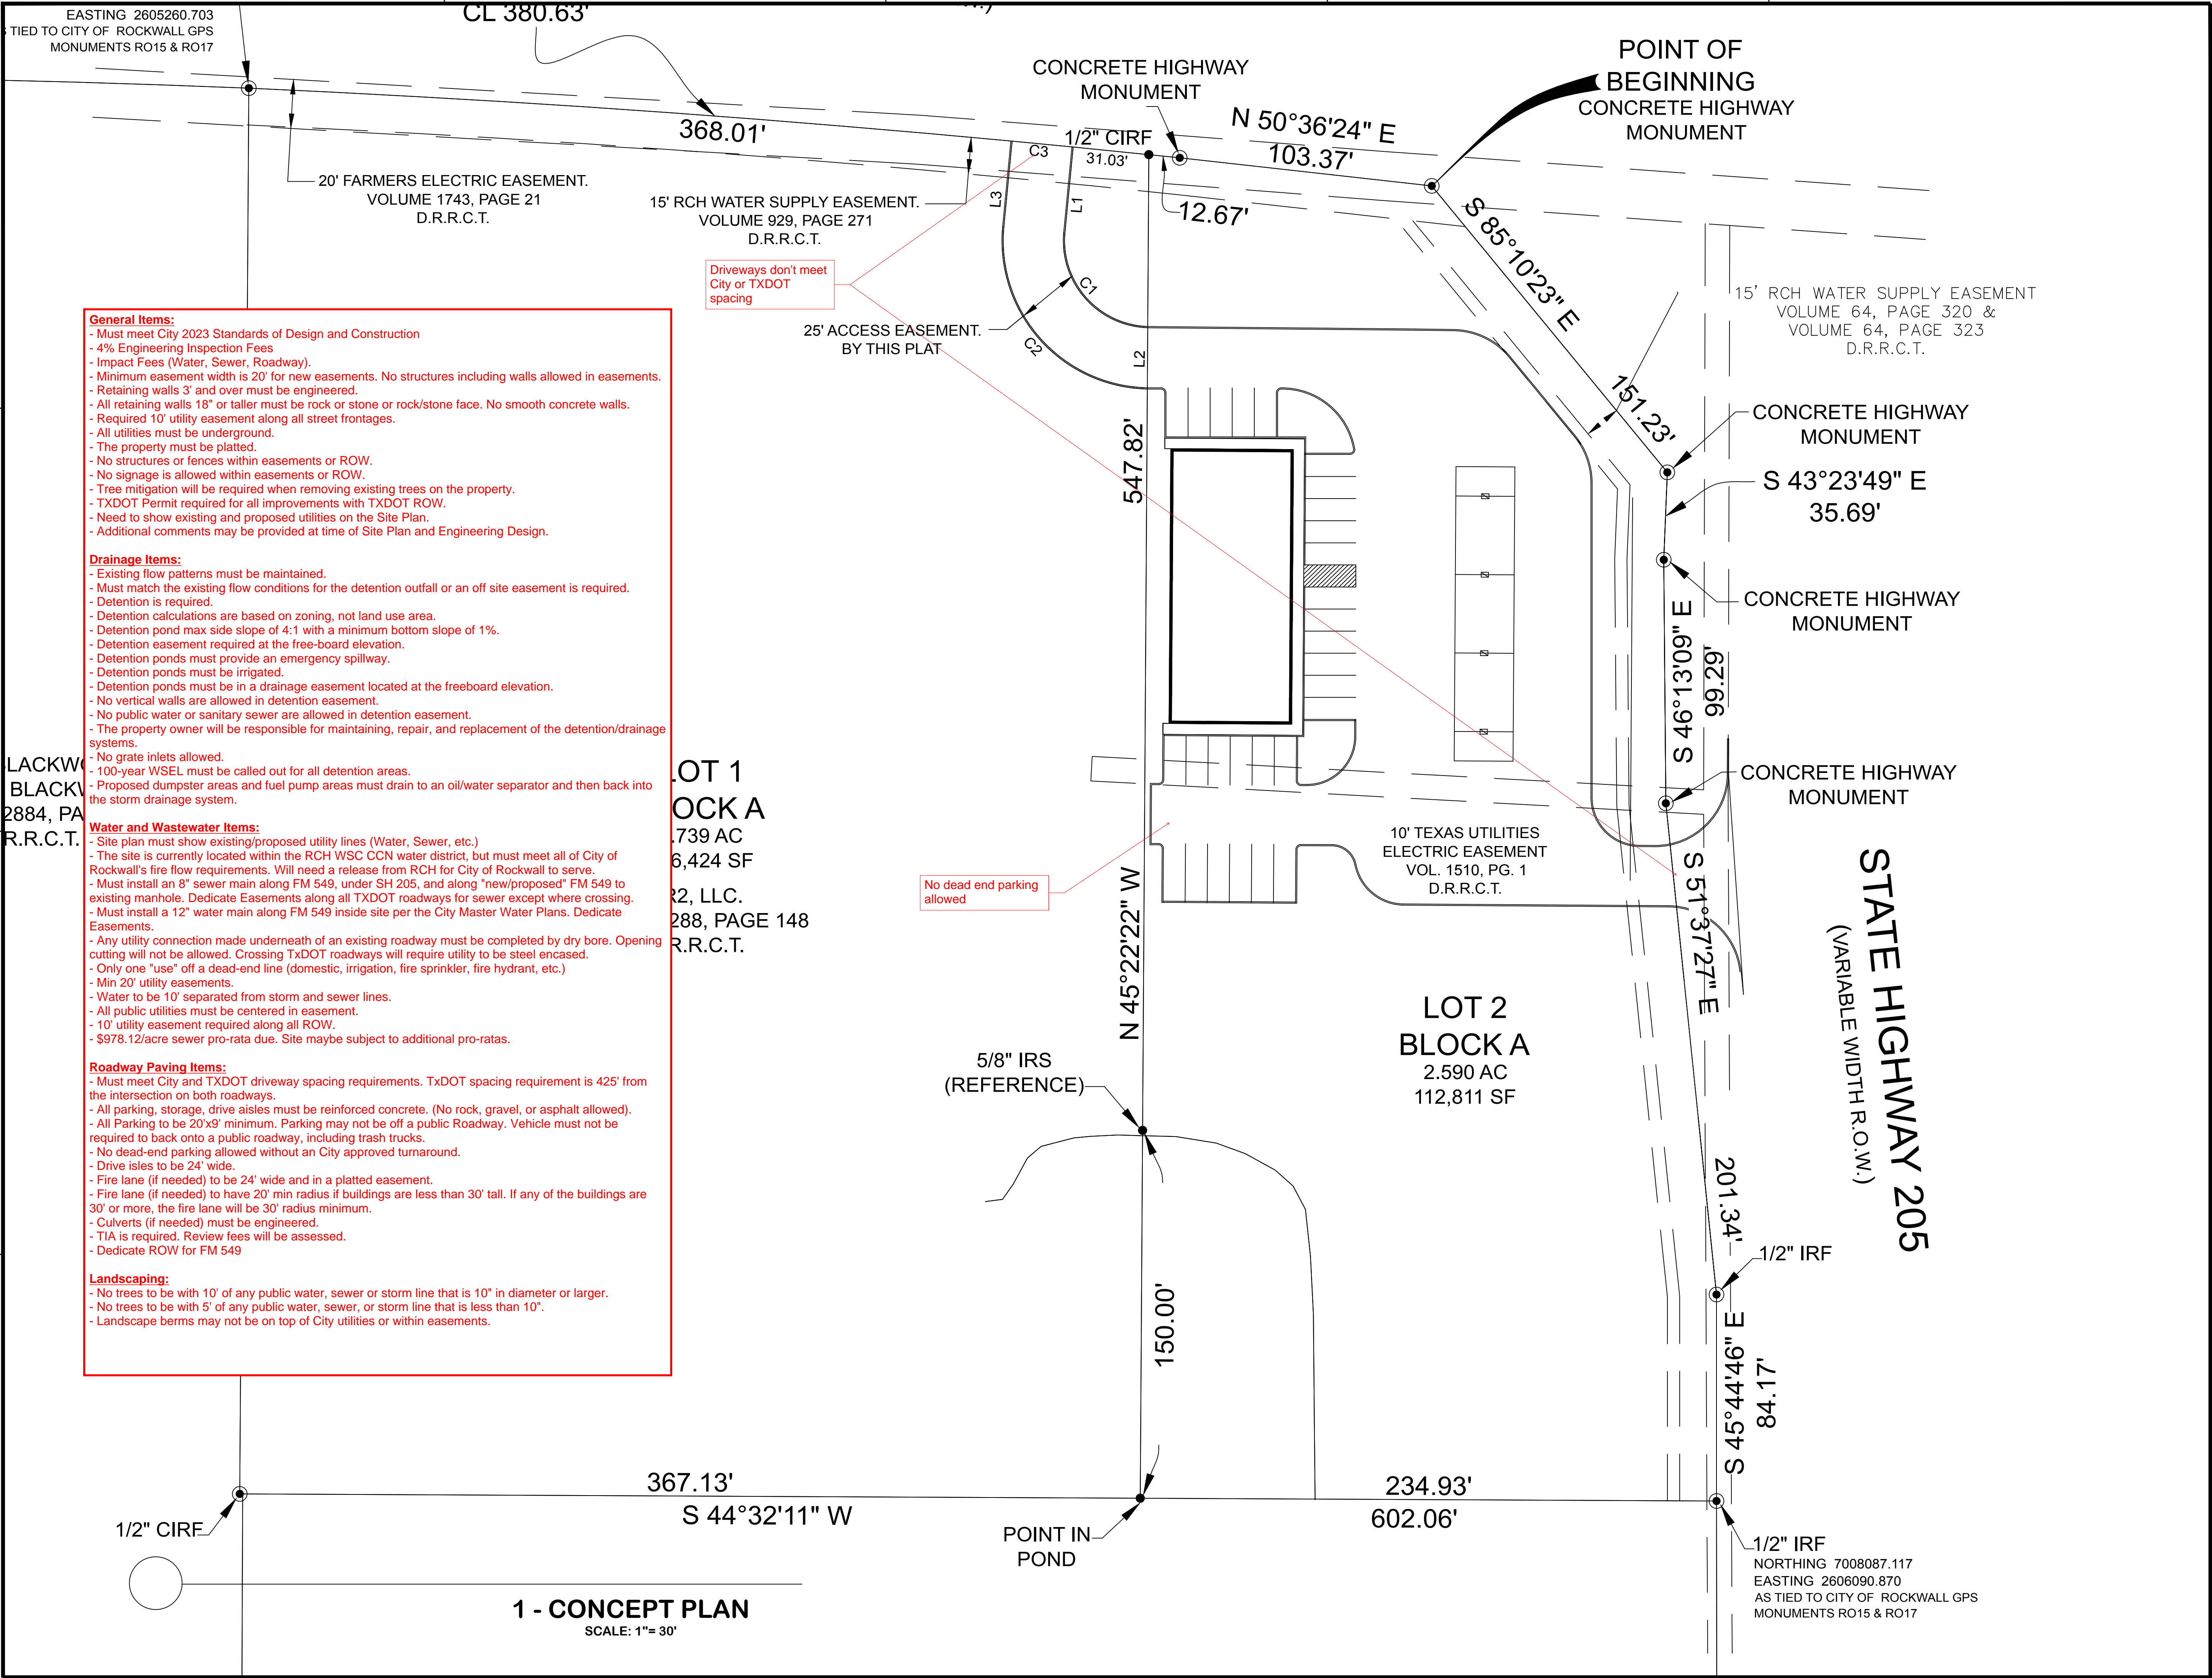 EASTING 2605260.703
TIED TO CITY OF ROCKWALL GPS
MONUMENTS RO15 & RO17
CL 380.63'
368.01'
20' FARMERS ELECTRIC EASEMENT.
VOLUME 1743, PAGE 21
D.R.R.C.T.
15' RCH WATER SUPPLY EASEMENT.
VOLUME 929, PAGE 271
D.R.R.C.T.
CONCRETE HIGHWAY
MONUMENT
1/2" CIRF
C3
31.03'
L3
L1
N 50°36'24" E
103.37'
12.67'
POINT OF
BEGINNING
CONCRETE HIGHWAY
MONUMENT
S 85°10'23" E
151.23'
15' RCH WATER SUPPLY EASEMENT
VOLUME 64, PAGE 320 &
VOLUME 64, PAGE 323
D.R.R.C.T.
Driveways don't meet
City or TXDOT
spacing
25' ACCESS EASEMENT.
BY THIS PLAT
C1
C2
L2
547.82'
N 45°22'22" W
CONCRETE HIGHWAY
MONUMENT
S 43°23'49" E
35.69'
CONCRETE HIGHWAY
MONUMENT
S 46°13'09" E
99.29'
CONCRETE HIGHWAY
MONUMENT
General Items:
- Must meet City 2023 Standards of Design and Construction
- 4% Engineering Inspection Fees
- Impact Fees (Water, Sewer, Roadway).
- Minimum easement width is 20' for new easements. No structures including walls allowed in easements.
- Retaining walls 3' and over must be engineered.
- All retaining walls 18" or taller must be rock or stone or rock/stone face. No smooth concrete walls.
- Required 10' utility easement along all street frontages.
- All utilities must be underground.
- The property must be platted.
- No structures or fences within easements or ROW.
- No signage is allowed within easements or ROW.
- Tree mitigation will be required when removing existing trees on the property.
- TXDOT Permit required for all improvements with TXDOT ROW.
- Need to show existing and proposed utilities on the Site Plan.
- Additional comments may be provided at time of Site Plan and Engineering Design.
Drainage Items:
- Existing flow patterns must be maintained.
- Must match the existing flow conditions for the detention outfall or an off site easement is required.
- Detention is required.
- Detention calculations are based on zoning, not land use area.
- Detention pond max side slope of 4:1 with a minimum bottom slope of 1%.
- Detention easement required at the free-board elevation.
- Detention ponds must provide an emergency spillway.
- Detention ponds must be irrigated.
- Detention ponds must be in a drainage easement located at the freeboard elevation.
- No vertical walls are allowed in detention easement.
- No public water or sanitary sewer are allowed in detention easement.
- The property owner will be responsible for maintaining, repair, and replacement of the detention/drainage
systems.
- No grate inlets allowed.
- 100-year WSEL must be called out for all detention areas.
- Proposed dumpster areas and fuel pump areas must drain to an oil/water separator and then back into
the storm drainage system.
Water and Wastewater Items:
- Site plan must show existing/proposed utility lines (Water, Sewer, etc.)
- The site is currently located within the RCH WSC CCN water district, but must meet all of City of
Rockwall's fire flow requirements. Will need a release from RCH for City of Rockwall to serve.
- Must install an 8" sewer main along FM 549, under SH 205, and along "new/proposed" FM 549 to
existing manhole. Dedicate Easements along all TXDOT roadways for sewer except where crossing.
- Must install a 12" water main along FM 549 inside site per the City Master Water Plans. Dedicate
Easements.
- Any utility connection made underneath of an existing roadway must be completed by dry bore. Opening
cutting will not be allowed. Crossing TxDOT roadways will require utility to be steel encased.
- Only one "use" off a dead-end line (domestic, irrigation, fire sprinkler, fire hydrant, etc.)
- Min 20' utility easements.
- Water to be 10' separated from storm and sewer lines.
- All public utilities must be centered in easement.
- 10' utility easement required along all ROW.
- $978.12/acre sewer pro-rata due. Site maybe subject to additional pro-ratas.
Roadway Paving Items:
- Must meet City and TXDOT driveway spacing requirements. TxDOT spacing requirement is 425' from
the intersection on both roadways.
- All parking, storage, drive aisles must be reinforced concrete. (No rock, gravel, or asphalt allowed).
- All Parking to be 20'x9' minimum. Parking may not be off a public Roadway. Vehicle must not be
required to back onto a public roadway, including trash trucks.
- No dead-end parking allowed without an City approved turnaround.
- Drive isles to be 24' wide.
- Fire lane (if needed) to be 24' wide and in a platted easement.
- Fire lane (if needed) to have 20' min radius if buildings are less than 30' tall. If any of the buildings are
30' or more, the fire lane will be 30' radius minimum.
- Culverts (if needed) must be engineered.
- TIA is required. Review fees will be assessed.
- Dedicate ROW for FM 549
Landscaping:
- No trees to be with 10' of any public water, sewer or storm line that is 10" in diameter or larger.
- No trees to be with 5' of any public water, sewer, or storm line that is less than 10".
- Landscape berms may not be on top of City utilities or within easements.
BLACKW
2884, PA
R.R.C.T.
LOT 1
OCK A
.739 AC
6,424 SF
R2, LLC.
288, PAGE 148
R.R.C.T.
No dead end parking
allowed
10' TEXAS UTILITIES
ELECTRIC EASEMENT
VOL. 1510, PG. 1
D.R.R.C.T.
S 51°37'27" E
201.34'
STATE HIGHWAY 205
(VARIABLE WIDTH R.O.W.)
LOT 2
BLOCK A
2.590 AC
112,811 SF
5/8" IRS
(REFERENCE)
150.00'
1/2" IRF
S 45°44'46" E
84.17'
367.13'
S 44°32'11" W
234.93'
602.06'
1/2" CIRF
POINT IN
POND
1/2" IRF
NORTHING 7008087.117
EASTING 2606090.870
AS TIED TO CITY OF ROCKWALL GPS
MONUMENTS RO15 & RO17
1 - CONCEPT PLAN
SCALE: 1"= 30'